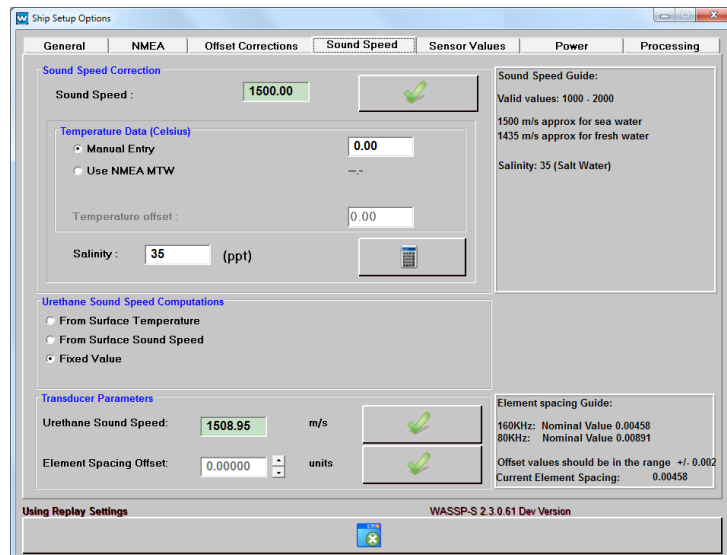 Ship Setup Options
General NMEA Offset Corrections Sound Speed Sensor Values Power Processing
Sound Speed Correction
Sound Speed : 1500.00
Temperature Data (Celsius)
Manual Entry 0.00
Use NMEA MTW --.-
Temperature offset : 0.00
Salinity : 35 (ppt)
Sound Speed Guide:
Valid values: 1000 - 2000
1500 m/s approx for sea water
1435 m/s approx for fresh water
Salinity: 35 (Salt Water)
Urethane Sound Speed Computations
From Surface Temperature
From Surface Sound Speed
Fixed Value
Transducer Parameters
Urethane Sound Speed: 1508.95 m/s
Element Spacing Offset: 0.00000 units
Element spacing Guide:
160KHz: Nominal Value 0.00458
80KHz: Nominal Value 0.00891
Offset values should be in the range +/- 0.002
Current Element Spacing: 0.00458
Using Replay Settings WASSP-S 2.3.0.61 Dev Version